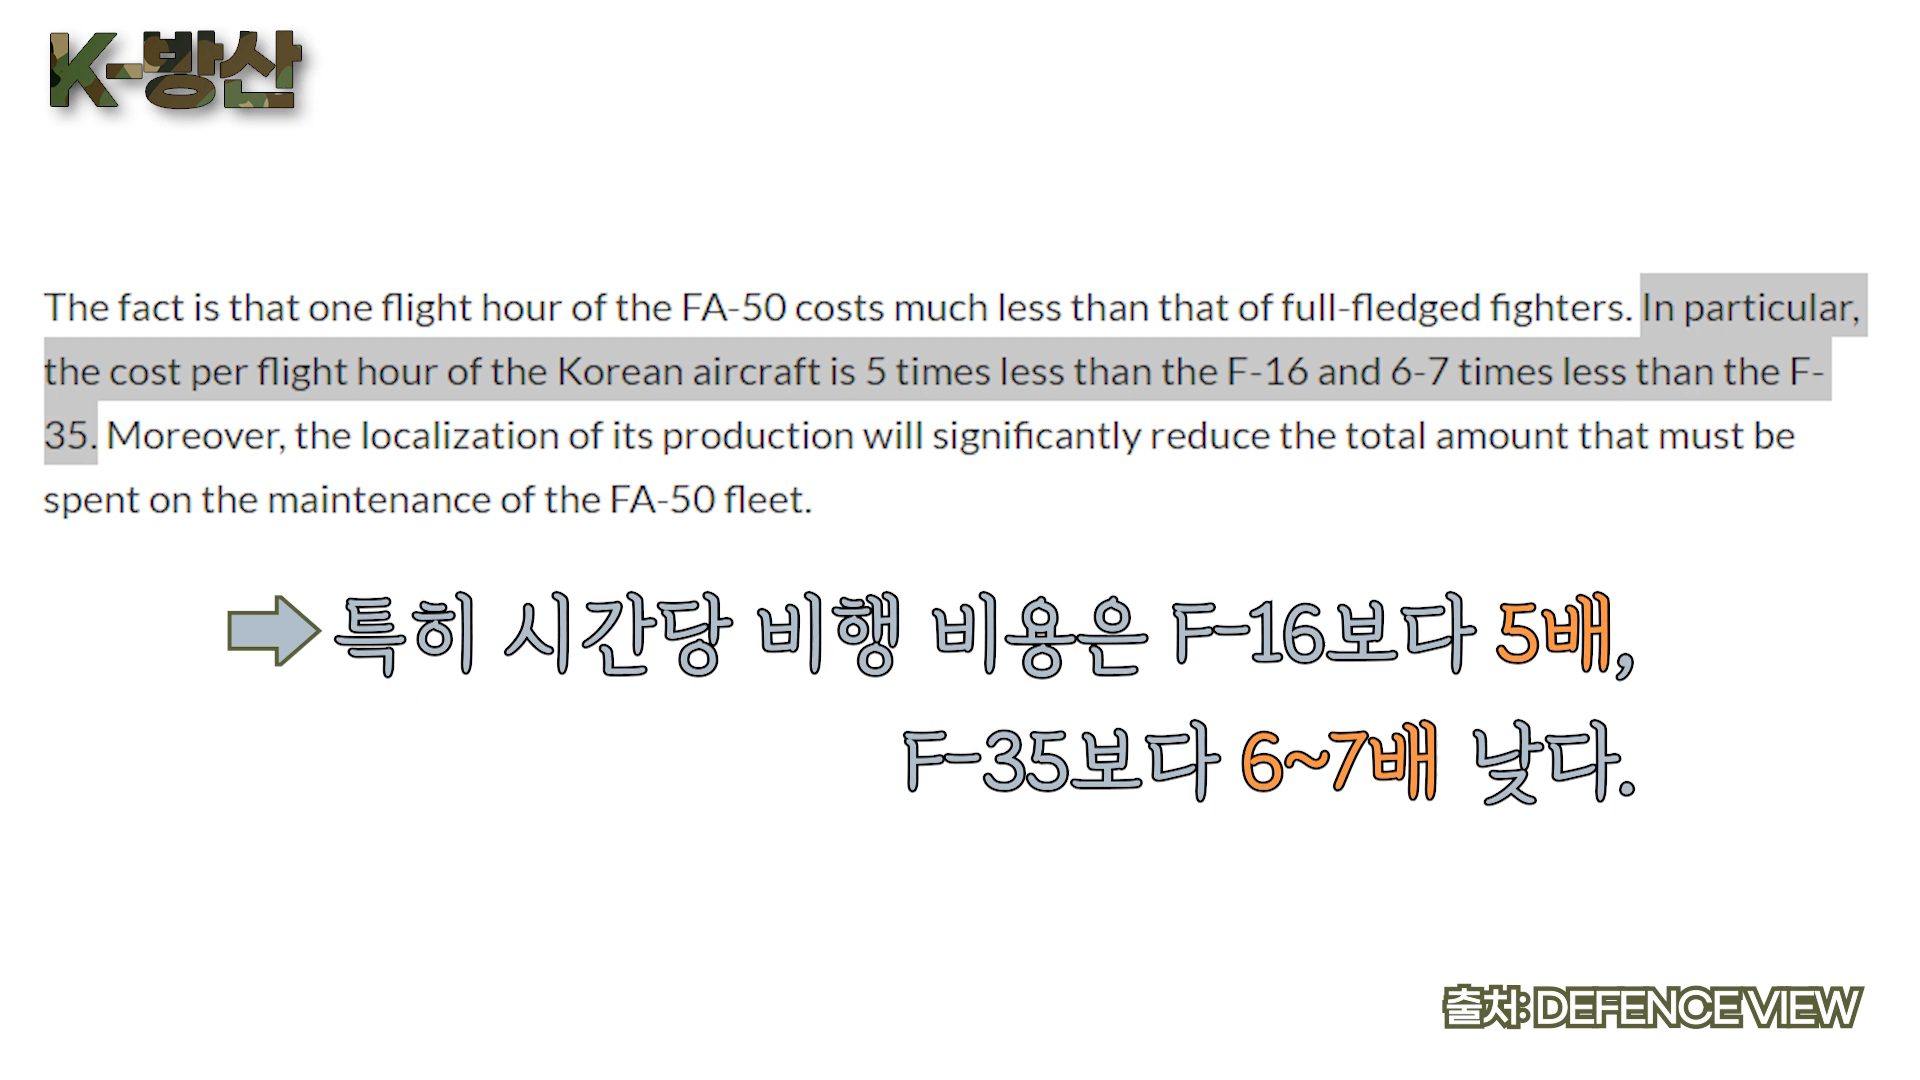 K-방산
The fact is that one flight hour of the FA-50 costs much less than that of full-fledged fighters. In particular,
the cost per flight hour of the Korean aircraft is 5 times less than the F-16 and 6-7 times less than the F-
35. Moreover, the localization of its production will significantly reduce the total amount that must be
spent on the maintenance of the FA-50 fleet.
특히 시간당 비행 비용은 F-16보다 5배,
F-35보다 6~7배 낮다.
출처: DEFENCE VIEW